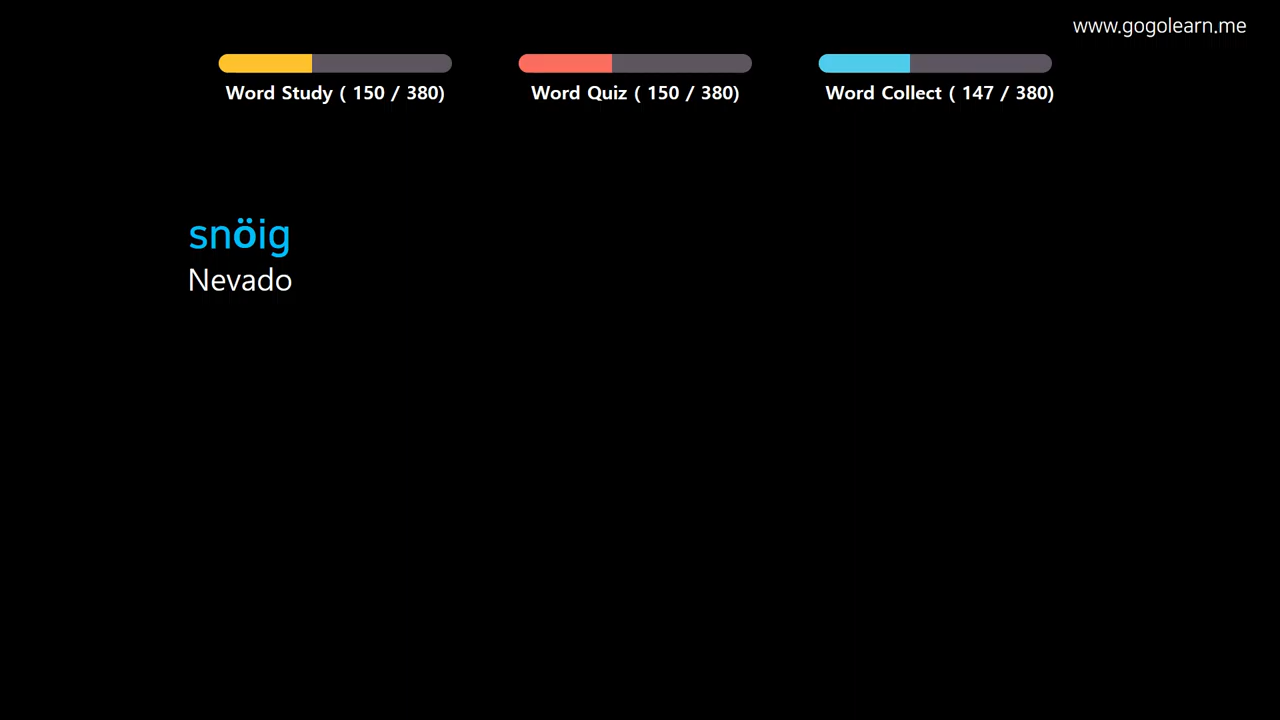 www.gogolearn.me
Word Study ( 150 / 380)
Word Quiz ( 150 / 380)
Word Collect ( 147 / 380)
snöig
Nevado